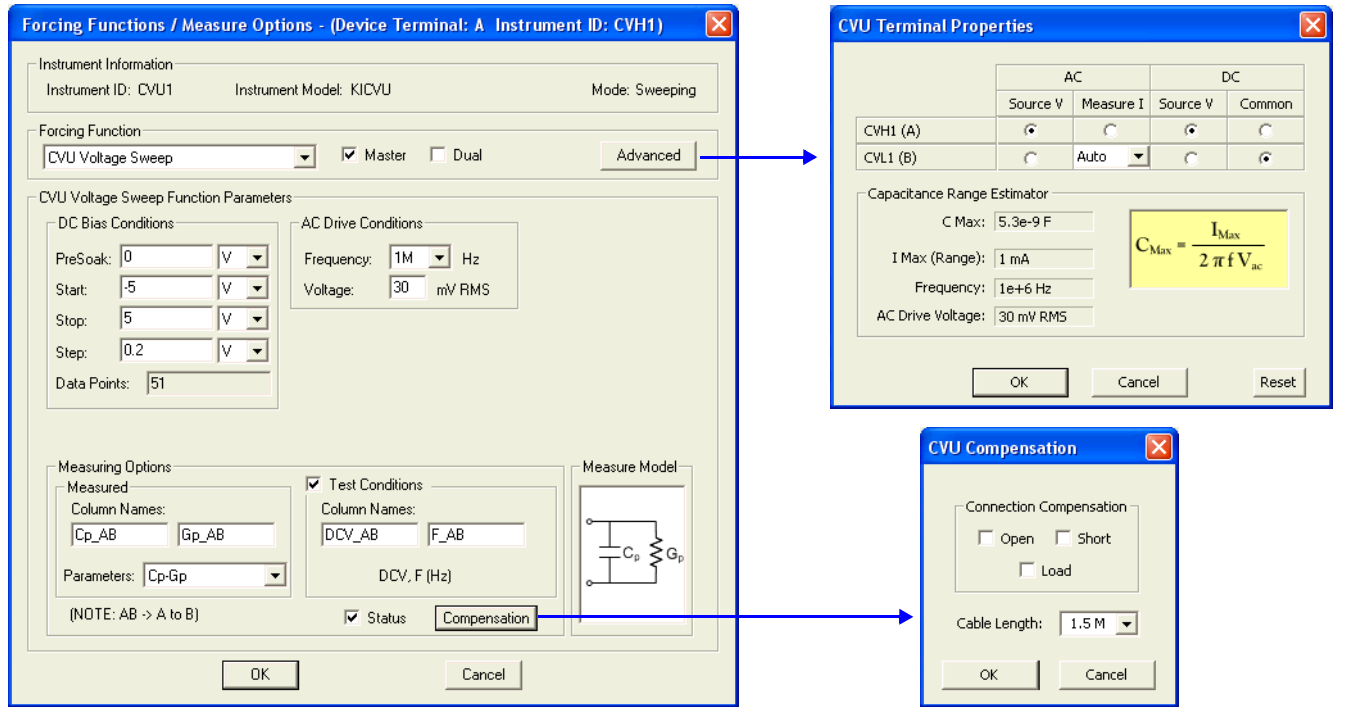 Forcing Functions / Measure Options - (Device Terminal: A Instrument ID: CVH1)
Instrument Information
Instrument ID: CVU1 Instrument Model: KICVU Mode: Sweeping
Forcing Function
CVU Voltage Sweep Master Dual Advanced
CVU Voltage Sweep Function Parameters
DC Bias Conditions
PreSoak: 0 V
Start: -5 V
Stop: 5 V
Step: 0.2 V
Data Points: 51
AC Drive Conditions
Frequency: 1M Hz
Voltage: 30 mV RMS
Measuring Options
Measured
Column Names:
Cp_AB Gp_AB
Parameters: Cp-Gp
(NOTE: AB -> A to B)
Test Conditions
Column Names:
DCV_AB F_AB
DCV, F (Hz)
Status Compensation
Measure Model
Cp Gp
OK Cancel
CVU Terminal Properties
AC DC
Source V Measure I Source V Common
CVH1 (A)
CVL1 (B) Auto
Capacitance Range Estimator
C Max: 5.3e-9 F
I Max (Range): 1 mA
Frequency: 1e+6 Hz
AC Drive Voltage: 30 mV RMS
CMax = IMax / 2 π f Vac
OK Cancel Reset
CVU Compensation
Connection Compensation
Open Short
Load
Cable Length: 1.5 M
OK Cancel